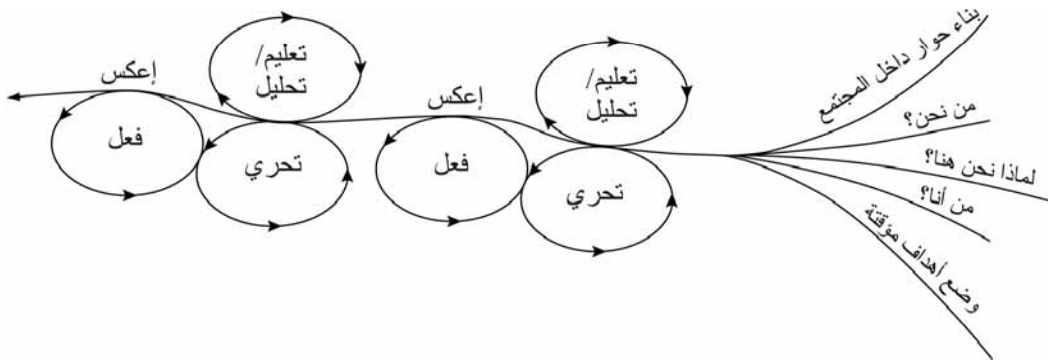 بناء حوار داخل المجتمع
من نحن؟
لماذا نحن هنا؟
من أنا؟
وضع أهداف مؤقتة
تعليم/
تحليل
تحري
إعكس
فعل
تعليم/
تحليل
تحري
إعكس
فعل